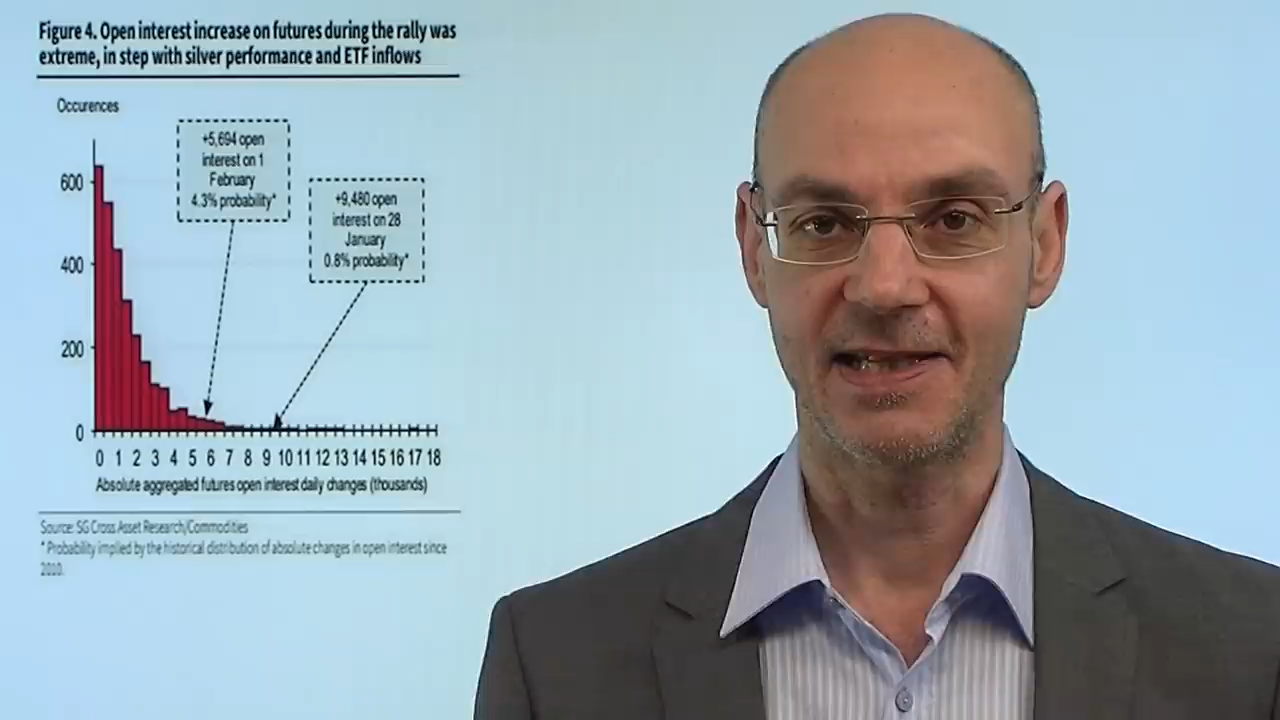 Figure 4. Open interest increase on futures during the rally was
extreme, in step with silver performance and ETF inflows
Occurences
+5,694 open
interest on 1
February
4.3% probability*
+9,480 open
interest on 28
January
0.8% probability*
600
400
200
0
0 1 2 3 4 5 6 7 8 9 10 11 12 13 14 15 16 17 18
Absolute aggregated futures open interest daily changes (thousands)
Source: SG Cross Asset Research/Commodities
* Probability implied by the historical distribution of absolute changes in open interest since
2010.